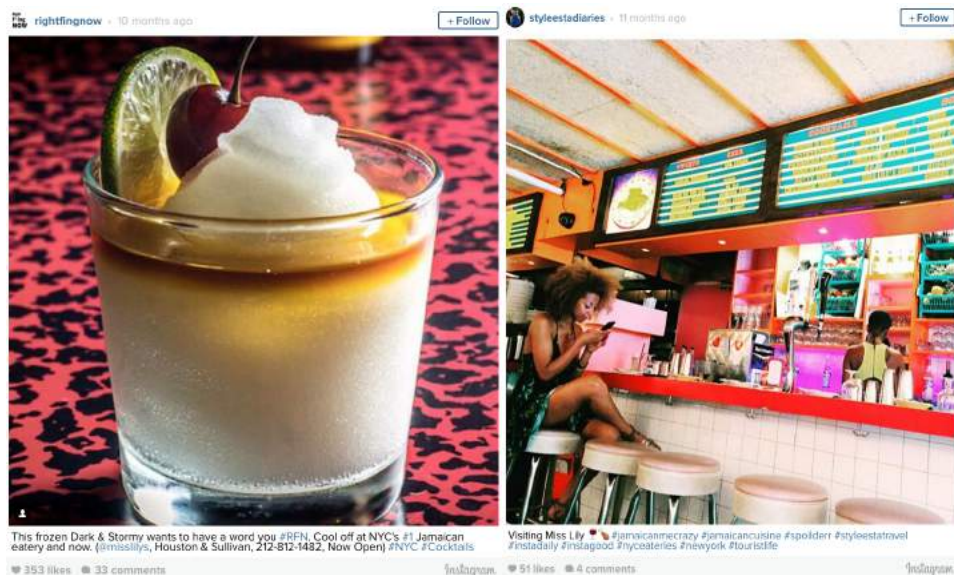 rightfingnow • 10 months ago
+ Follow
This frozen Dark & Stormy wants to have a word you #RFN. Cool off at NYC's #1 Jamaican
eatery and now. (@misslilys, Houston & Sullivan, 212-812-1482, Now Open) #NYC #Cocktails
353 likes 33 comments
Instagram
styleestadiaries • 11 months ago
+ Follow
Visiting Miss Lily #jamaicanmecrazy #jamaicancuisine #spoilderr #styleestatravel
#instadaily #instagood #nyceateries #newyork #touristlife
51 likes 4 comments
Instagram